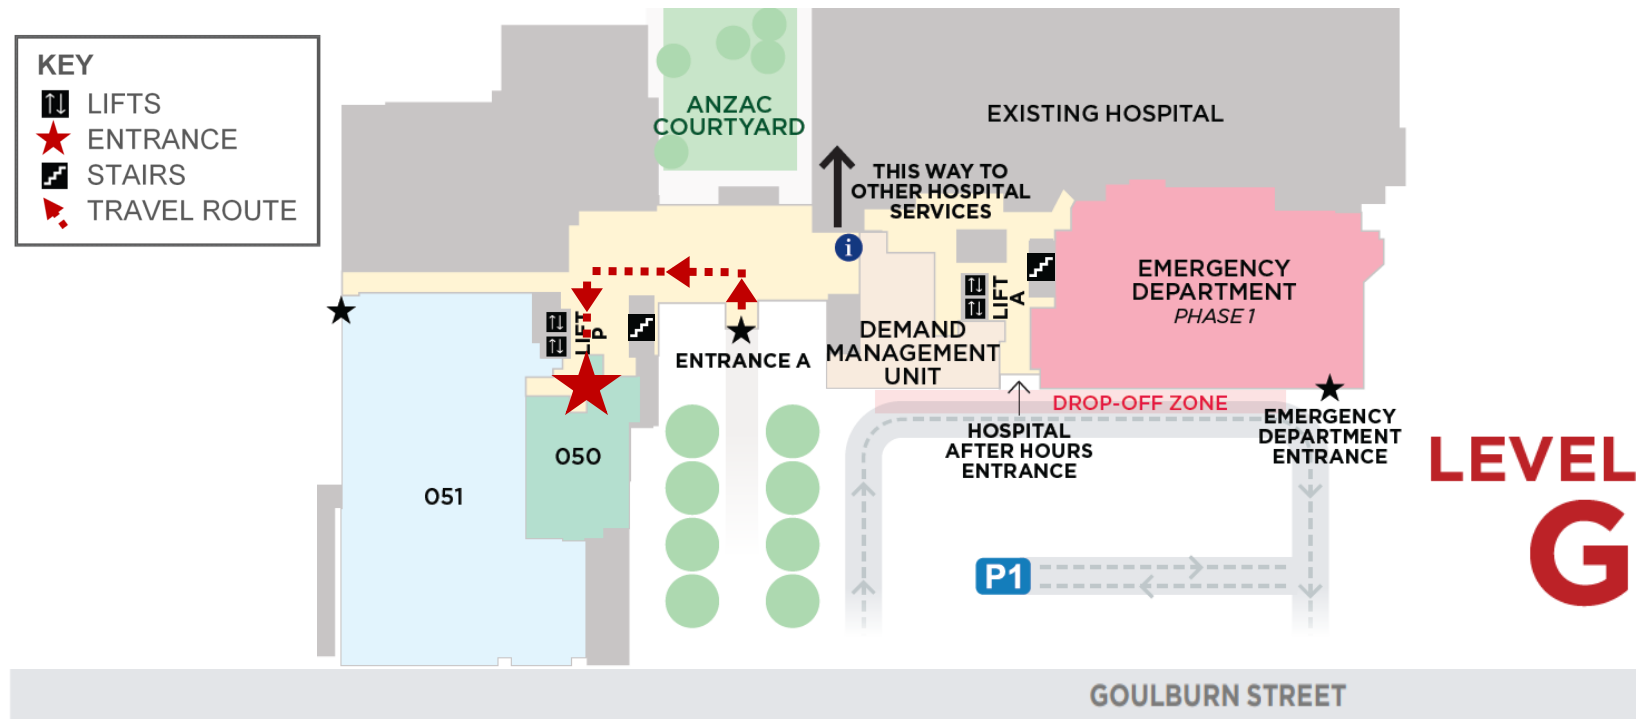 KEY
LIFTS
ENTRANCE
STAIRS
TRAVEL ROUTE
ANZAC
COURTYARD
EXISTING HOSPITAL
THIS WAY TO
OTHER HOSPITAL
SERVICES
i
EMERGENCY
DEPARTMENT
PHASE 1
LIFT
A
LIFT
P
ENTRANCE A
DEMAND
MANAGEMENT
UNIT
DROP-OFF ZONE
HOSPITAL
AFTER HOURS
ENTRANCE
EMERGENCY
DEPARTMENT
ENTRANCE
050
051
LEVEL
G
P1
GOULBURN STREET